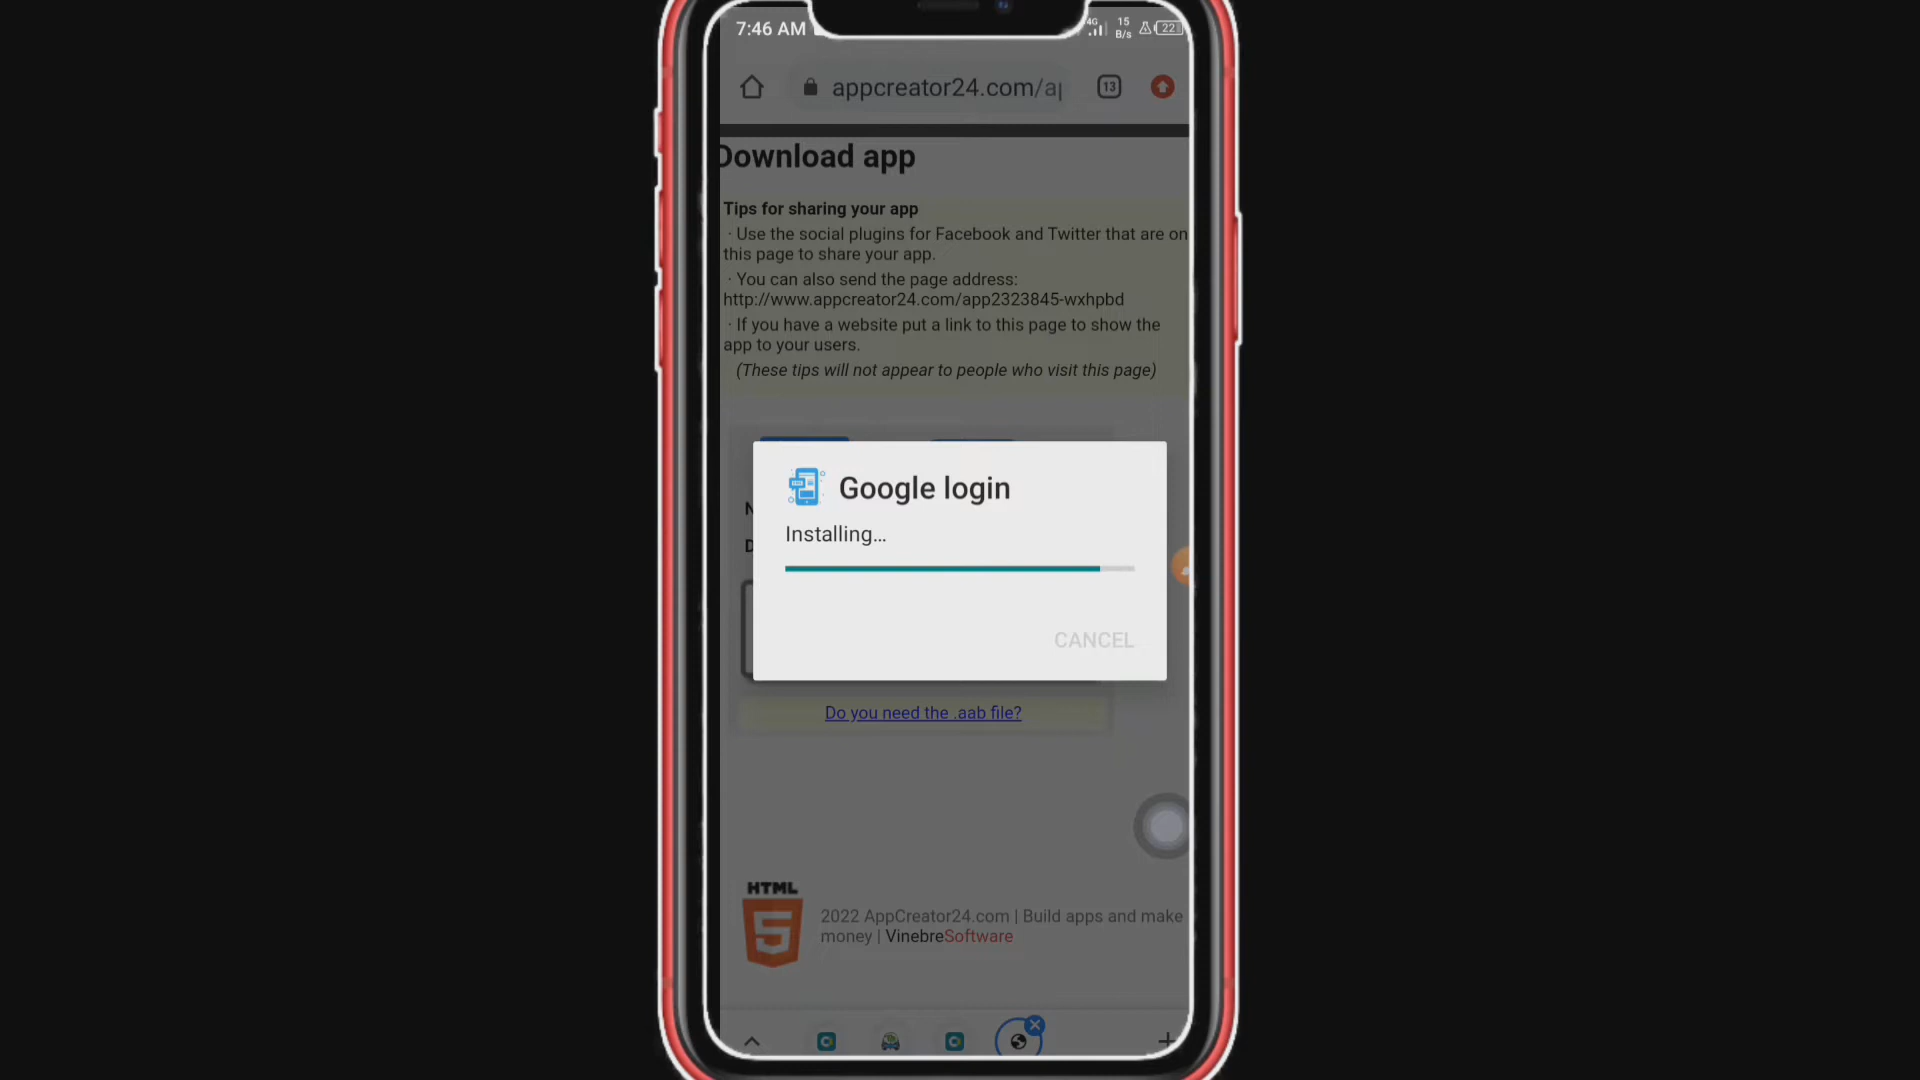 7:46 AM
4G
15
B/s
22
appcreator24.com/a
13
Download app
Tips for sharing your app
· Use the social plugins for Facebook and Twitter that are on
this page to share your app.
· You can also send the page address:
http://www.appcreator24.com/app2323845-wxhpbd
· If you have a website put a link to this page to show the
app to your users.
(These tips will not appear to people who visit this page)
Google login
Installing...
CANCEL
Do you need the .aab file?
HTML
5
2022 AppCreator24.com | Build apps and make
money | VinebreSoftware